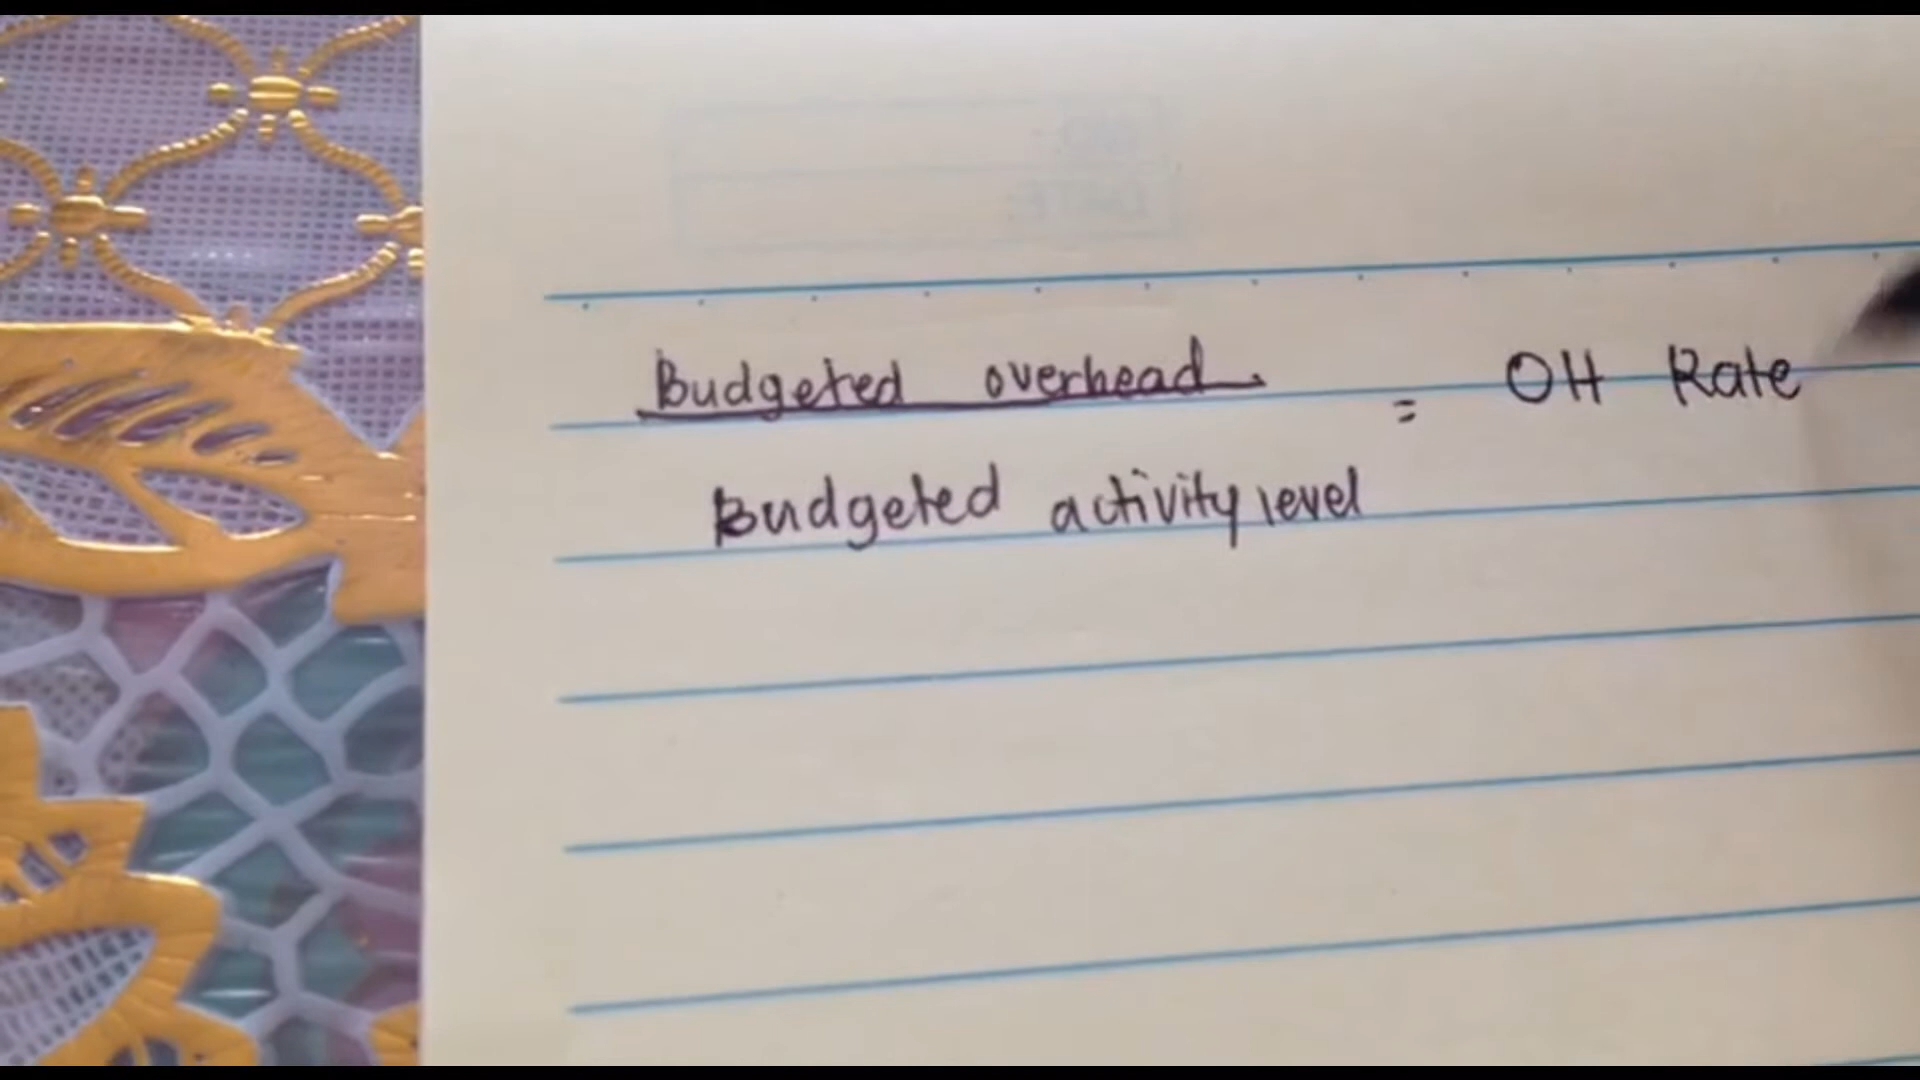 Budgeted overhead = OH Rate
Budgeted activity level